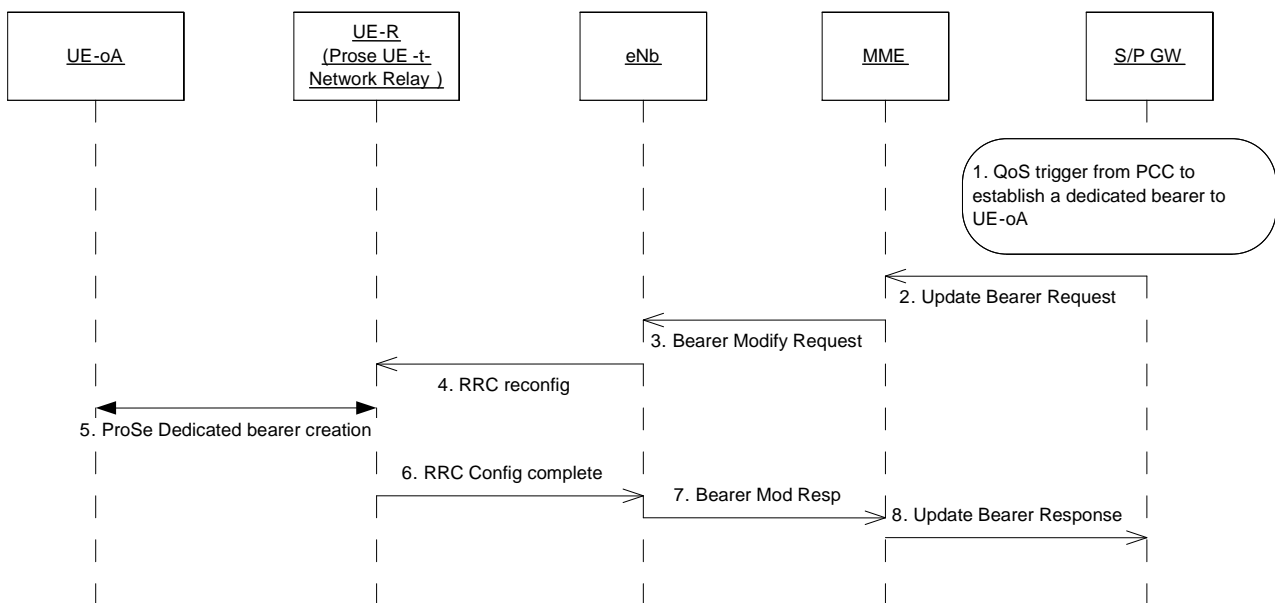 UE-oA
UE-R
(Prose UE -t-
Network Relay )
eNb
MME
S/P GW
1. QoS trigger from PCC to
establish a dedicated bearer to
UE-oA
2. Update Bearer Request
3. Bearer Modify Request
4. RRC reconfig
5. ProSe Dedicated bearer creation
6. RRC Config complete
7. Bearer Mod Resp
8. Update Bearer Response